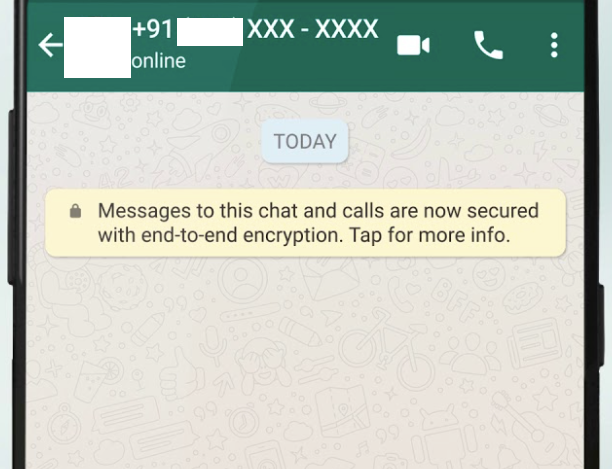 +91 XXX - XXXX
online
TODAY
Messages to this chat and calls are now secured
with end-to-end encryption. Tap for more info.